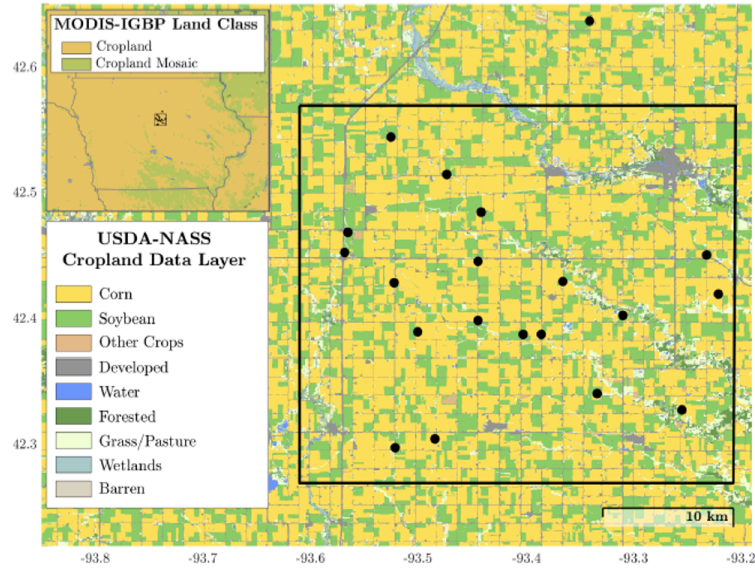 MODIS-IGBP Land Class
Cropland
Cropland Mosaic
42.6
42.5
42.4
42.3
USDA-NASS
Cropland Data Layer
Corn
Soybean
Other Crops
Developed
Water
Forested
Grass/Pasture
Wetlands
Barren
10 km
-93.8
-93.7
-93.6
-93.5
-93.4
-93.3
-93.2